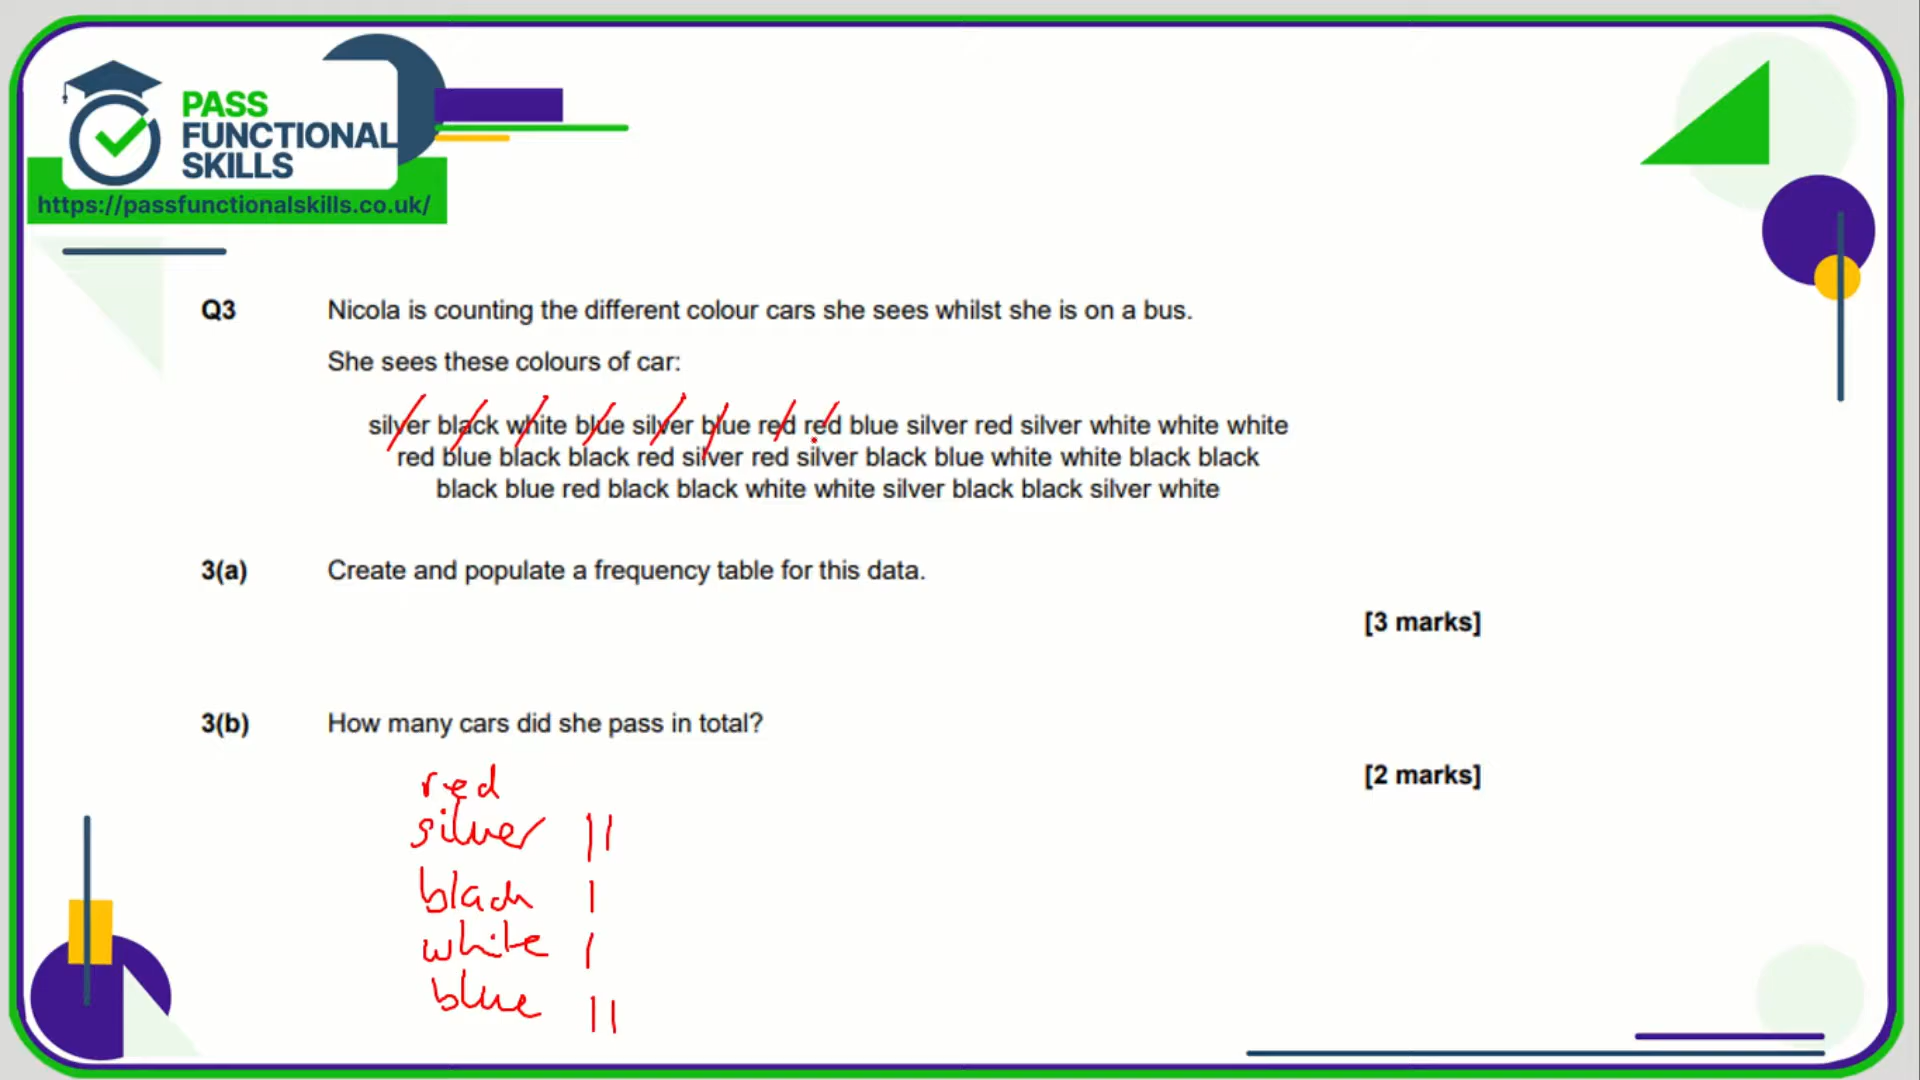 PASS
FUNCTIONAL
SKILLS
https://passfunctionalskills.co.uk/
Q3 Nicola is counting the different colour cars she sees whilst she is on a bus.
She sees these colours of car:
silver black white blue silver blue red red blue silver red silver white white white
red blue black black red silver red silver black blue white white black black
black blue red black black white white silver black black silver white
3(a) Create and populate a frequency table for this data.
[3 marks]
3(b) How many cars did she pass in total?
[2 marks]
red
silver ||
black |
white |
blue ||